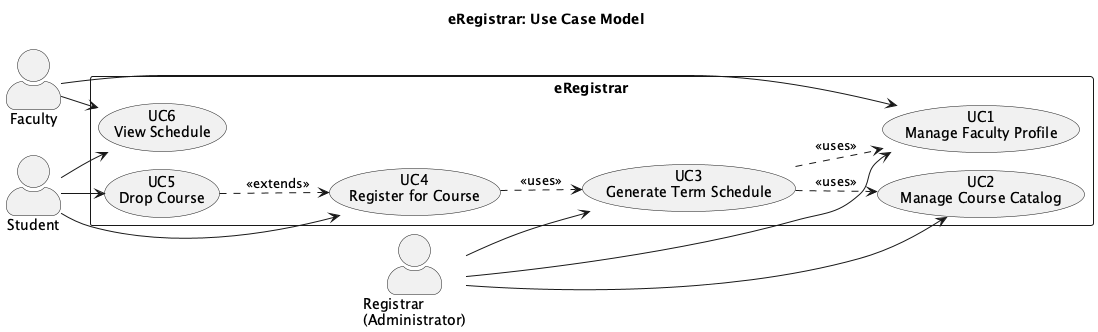 eRegistrar: Use Case Model
eRegistrar
Faculty
UC6
View Schedule
UC1
Manage Faculty Profile
«uses»
Student
UC5
Drop Course
«extends»
UC4
Register for Course
«uses»
UC3
Generate Term Schedule
«uses»
UC2
Manage Course Catalog
Registrar
(Administrator)